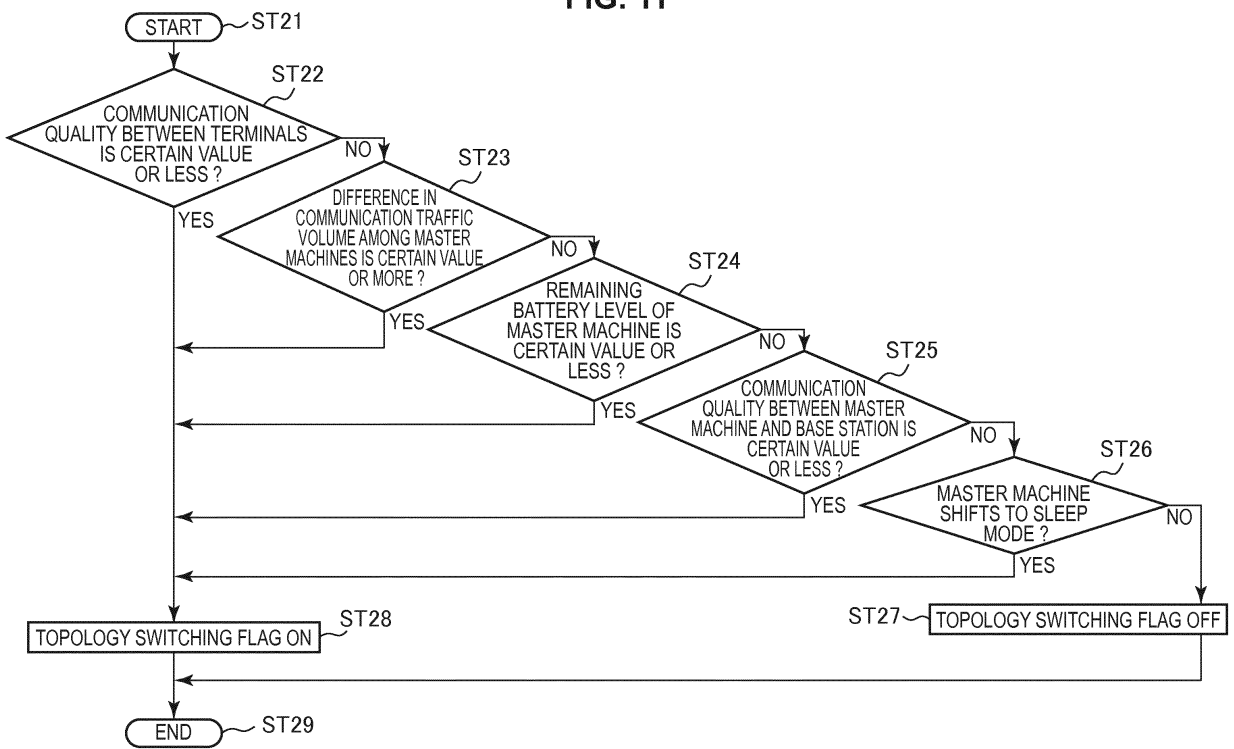 FIG. 11
START
ST21
ST22
COMMUNICATION
QUALITY BETWEEN TERMINALS
IS CERTAIN VALUE
OR LESS ?
NO
YES
ST23
DIFFERENCE IN
COMMUNICATION TRAFFIC
VOLUME AMONG MASTER
MACHINES IS CERTAIN VALUE
OR MORE ?
NO
YES
ST24
REMAINING
BATTERY LEVEL OF
MASTER MACHINE IS
CERTAIN VALUE OR
LESS ?
NO
YES
ST25
COMMUNICATION
QUALITY BETWEEN MASTER
MACHINE AND BASE STATION IS
CERTAIN VALUE
OR LESS ?
NO
YES
ST26
MASTER MACHINE
SHIFTS TO SLEEP
MODE ?
NO
YES
TOPOLOGY SWITCHING FLAG ON
ST28
ST27
TOPOLOGY SWITCHING FLAG OFF
END
ST29